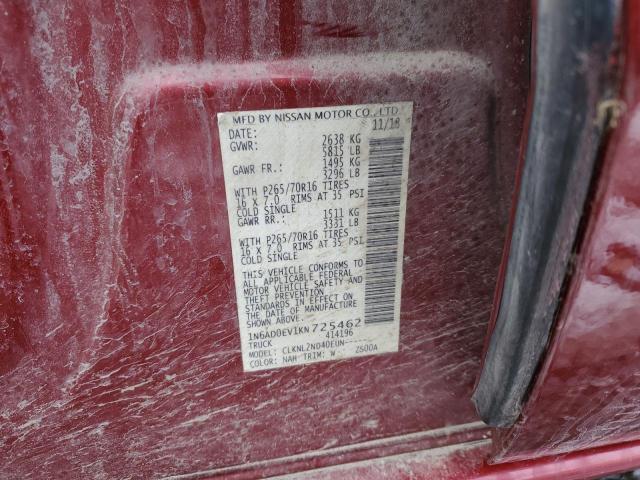 MFD BY NISSAN MOTOR CO., LTD
DATE: 11/18
GVWR: 2638 KG
5815 LB
GAWR FR.: 1495 KG
3296 LB
WITH P265/70R16 TIRES
16 X 7.0 RIMS AT 35 PSI
COLD SINGLE
GAWR RR.: 1511 KG
3331 LB
WITH P265/70R16 TIRES
16 X 7.0 RIMS AT 35 PSI
COLD SINGLE
THIS VEHICLE CONFORMS TO
ALL APPLICABLE FEDERAL
MOTOR VEHICLE SAFETY AND
THEFT PREVENTION
STANDARDS IN EFFECT ON
THE DATE OF MANUFACTURE
SHOWN ABOVE.
1N6AD0EV1KN725462
TRUCK 414196
MODEL: CLKNL2N040EUN------
COLOR: NAH TRIM: W 2S00A